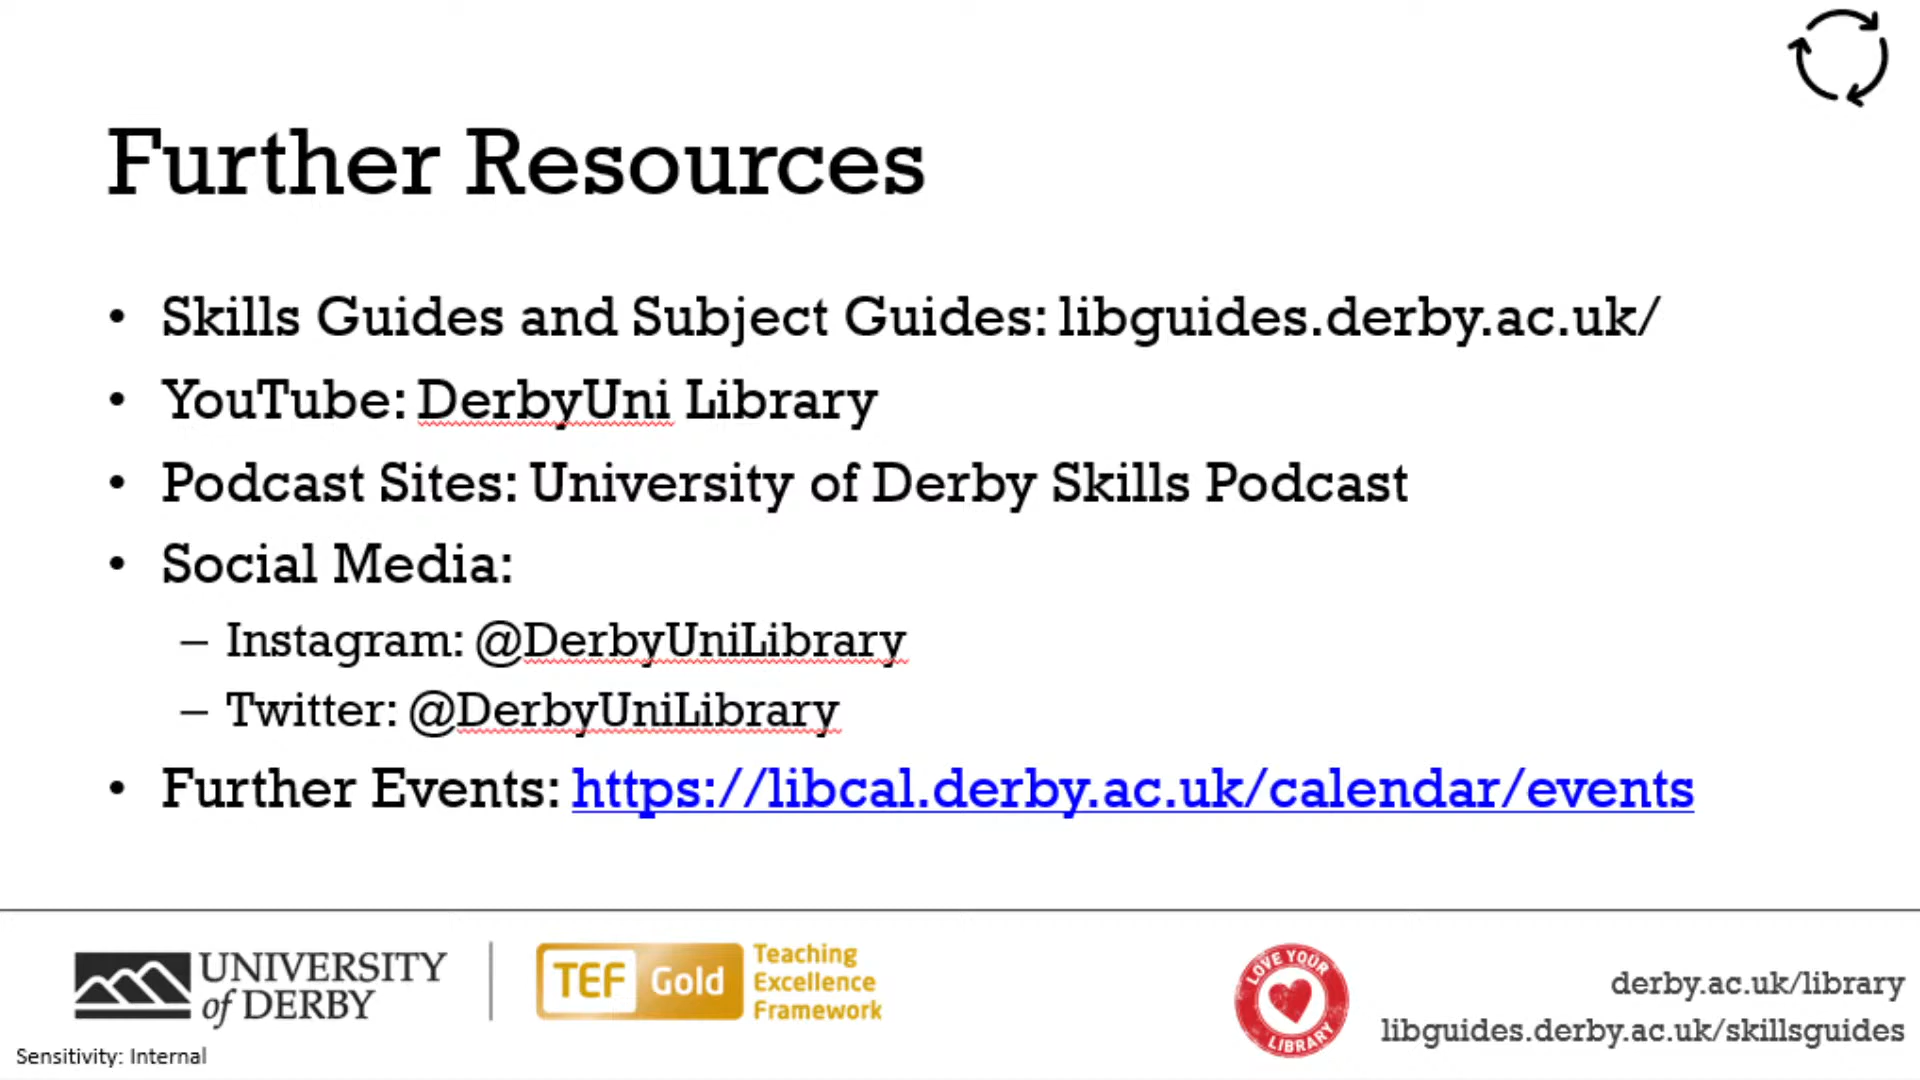 Further Resources
• Skills Guides and Subject Guides: libguides.derby.ac.uk/
• YouTube: DerbyUni Library
• Podcast Sites: University of Derby Skills Podcast
• Social Media:
– Instagram: @DerbyUniLibrary
– Twitter: @DerbyUniLibrary
• Further Events: https://libcal.derby.ac.uk/calendar/events
UNIVERSITY
of DERBY
TEF Gold
Teaching
Excellence
Framework
LOVE YOUR
LIBRARY
derby.ac.uk/library
libguides.derby.ac.uk/skillsguides
Sensitivity: Internal